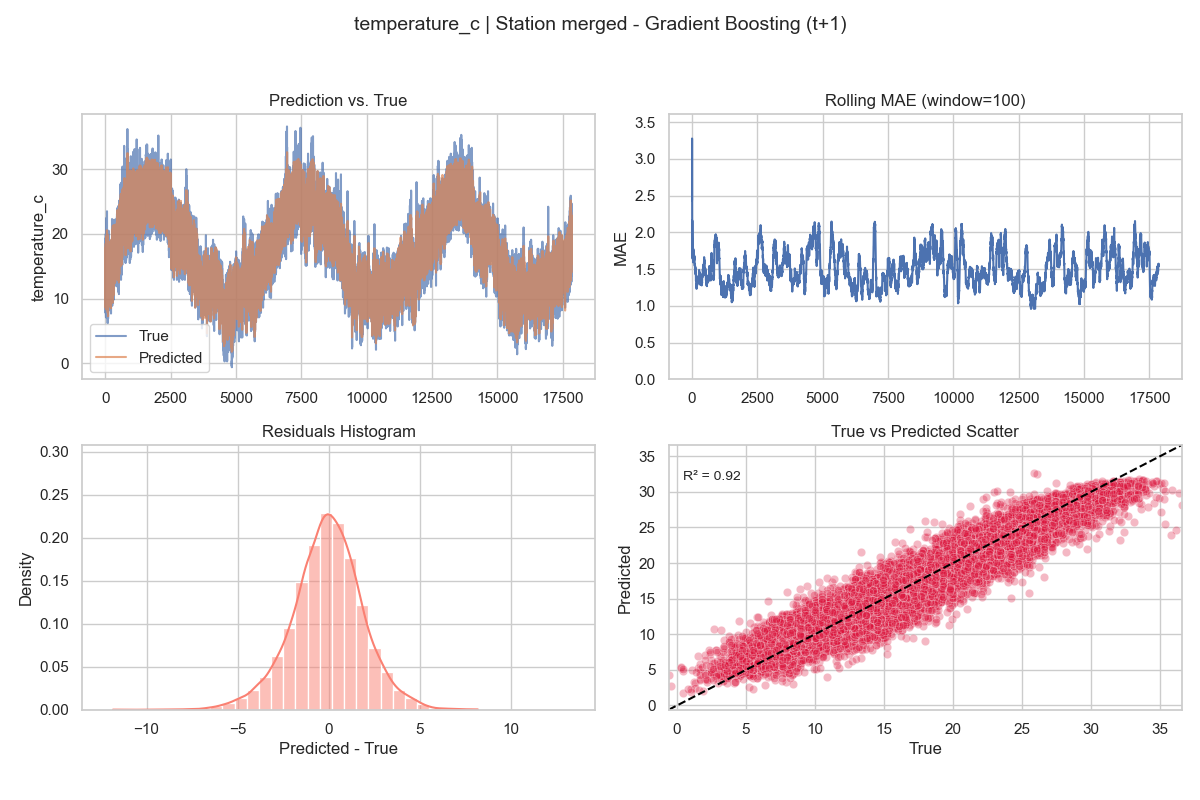 temperature_c | Station merged - Gradient Boosting (t+1)
Prediction vs. True
temperature_c
30
20
10
0
True
Predicted
0 2500 5000 7500 10000 12500 15000 17500
Rolling MAE (window=100)
MAE
3.5
3.0
2.5
2.0
1.5
1.0
0.5
0.0
0 2500 5000 7500 10000 12500 15000 17500
Residuals Histogram
Density
0.30
0.25
0.20
0.15
0.10
0.05
0.00
−10 −5 0 5 10
Predicted - True
True vs Predicted Scatter
R² = 0.92
Predicted
35
30
25
20
15
10
5
0
0 5 10 15 20 25 30 35
True